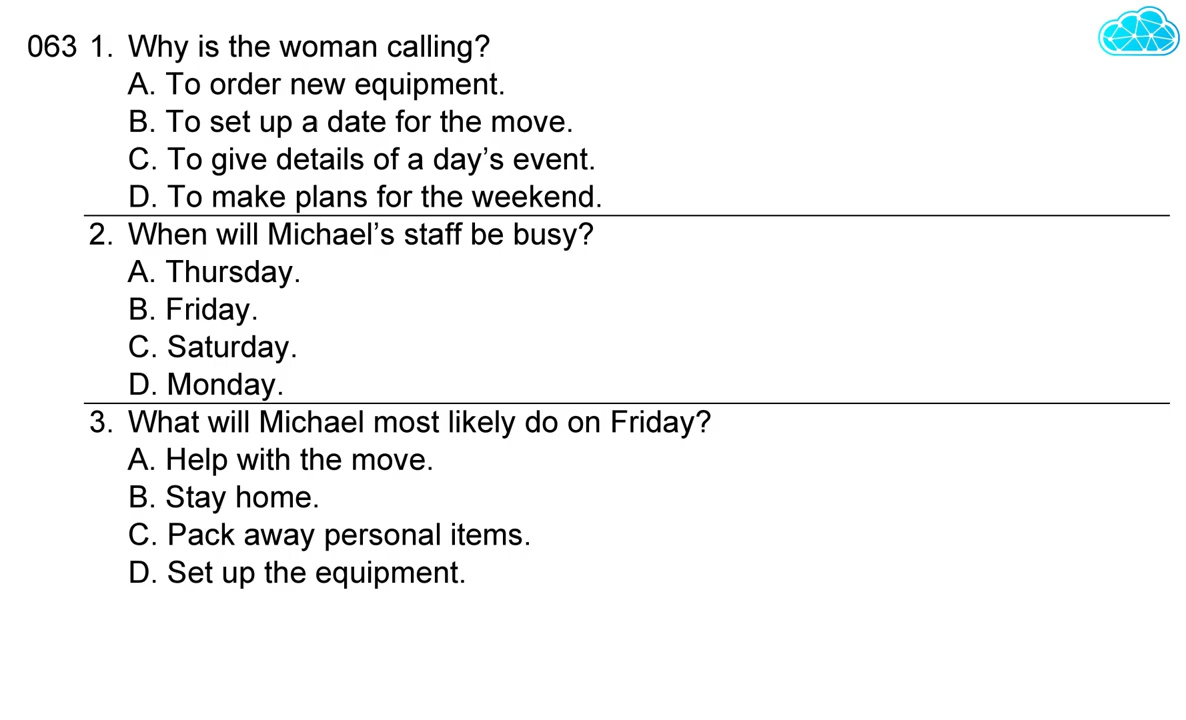 063 1. Why is the woman calling?
A. To order new equipment.
B. To set up a date for the move.
C. To give details of a day’s event.
D. To make plans for the weekend.
2. When will Michael’s staff be busy?
A. Thursday.
B. Friday.
C. Saturday.
D. Monday.
3. What will Michael most likely do on Friday?
A. Help with the move.
B. Stay home.
C. Pack away personal items.
D. Set up the equipment.